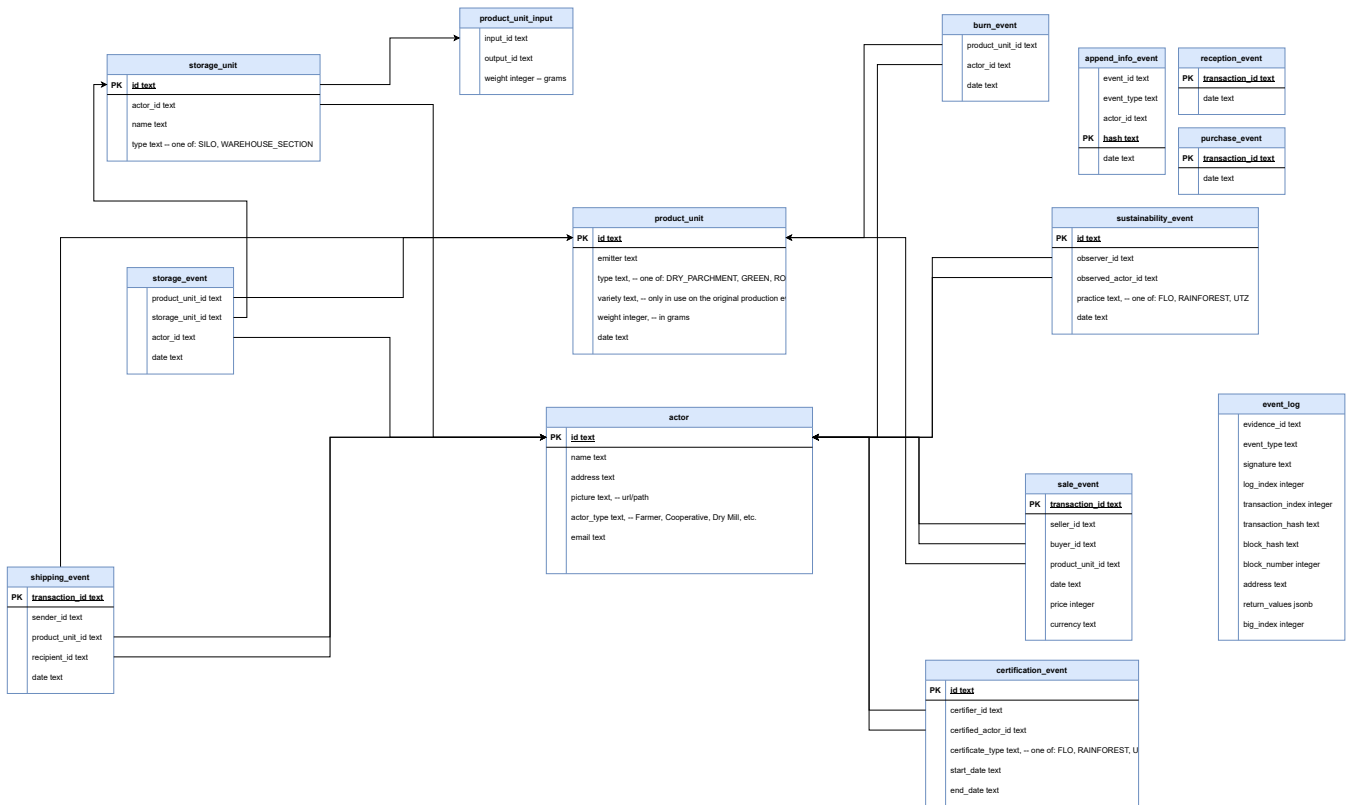 product_unit_input
input_id text
output_id text
weight integer -- grams
storage_unit
PK id text
actor_id text
name text
type text -- one of: SILO, WAREHOUSE_SECTION
burn_event
product_unit_id text
actor_id text
date text
append_info_event
event_id text
event_type text
actor_id text
PK hash text
date text
reception_event
PK transaction_id text
date text
purchase_event
PK transaction_id text
date text
product_unit
PK id text
emitter text
type text, -- one of: DRY_PARCHMENT, GREEN, RO
variety text, -- only in use on the original production e
weight integer, -- in grams
date text
sustainability_event
PK id text
observer_id text
observed_actor_id text
practice text, -- one of: FLO, RAINFOREST, UTZ
date text
storage_event
product_unit_id text
storage_unit_id text
actor_id text
date text
actor
PK id text
name text
address text
picture text, -- url/path
actor_type text, -- Farmer, Cooperative, Dry Mill, etc.
email text
event_log
evidence_id text
event_type text
signature text
log_index integer
transaction_index integer
transaction_hash text
block_hash text
block_number integer
address text
return_values jsonb
big_index integer
sale_event
PK transaction_id text
seller_id text
buyer_id text
product_unit_id text
date text
price integer
currency text
shipping_event
PK transaction_id text
sender_id text
product_unit_id text
recipient_id text
date text
certification_event
PK id text
certifier_id text
certified_actor_id text
certificate_type text, -- one of: FLO, RAINFOREST, U
start_date text
end_date text